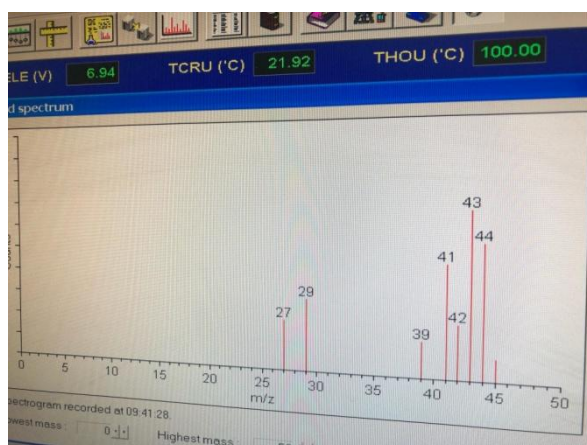 ELE (V) 6.94 TCRU (°C) 21.92 THOU (°C) 100.00
d spectrum
43
44
41
29
27
42
39
0 5 10 15 20 25 30 35 40 45 50
m/z
pectrogram recorded at 09:41:28.
owest mass : 0 Highest mass :